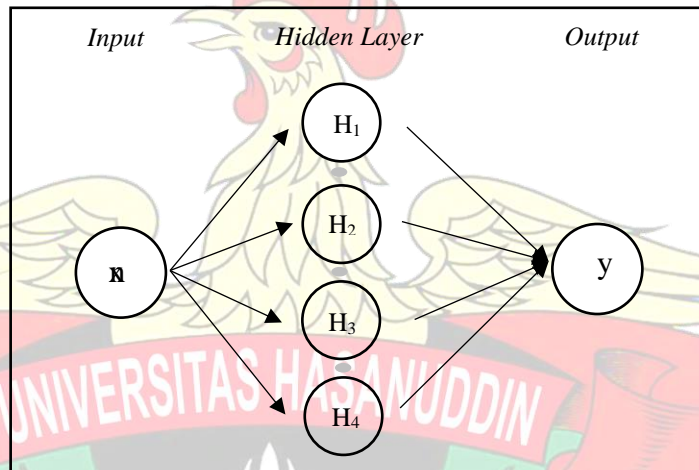 Input Hidden Layer Output
H₁
H₂
y
H₃
UNIVERSITAS HASANUDDIN
H₄